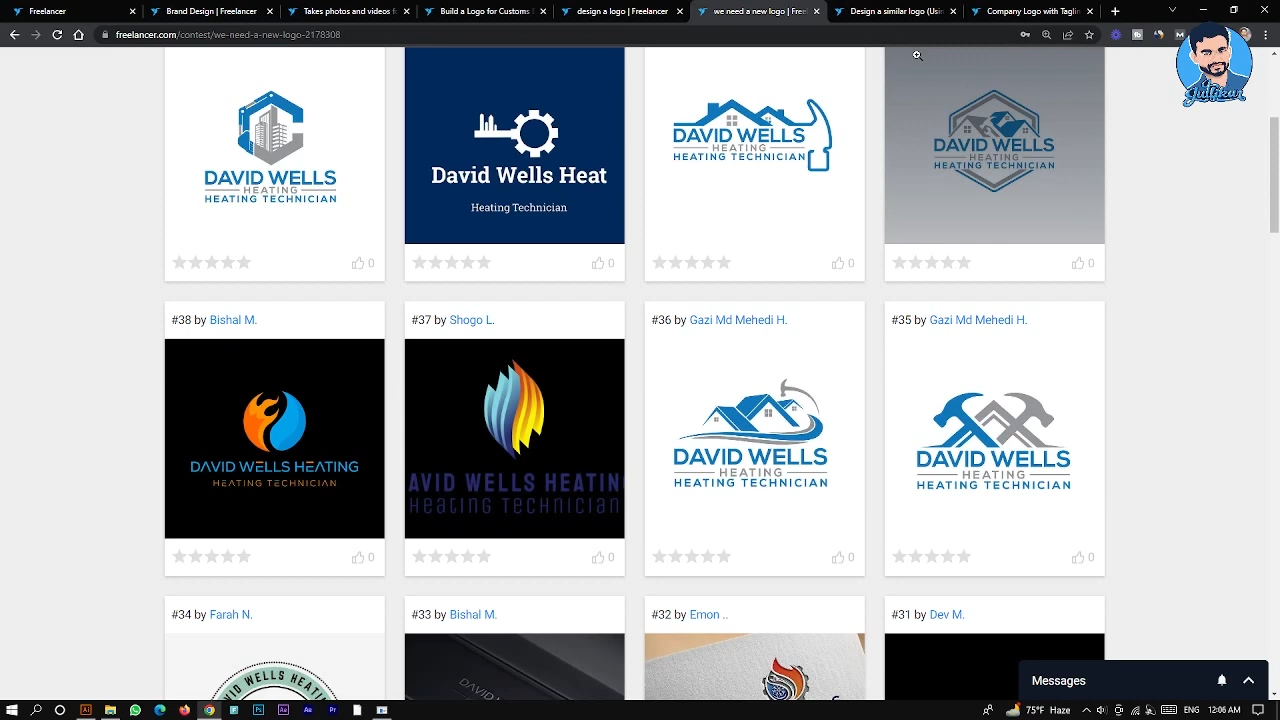 Freelancer
Brand Design | Freelancer
Take photos and videos f
Build for Customs
design a logo | Freelancer
we need a new logo | Free
Design a similar logo (Usin
Company Logo with Taglin
freelancer.com/contest/we-need-a-new-logo-2178308
Julfikar
DAVID WELLS
HEATING
HEATING TECHNICIAN
David Wells Heat
Heating Technician
DAVID WELLS
HEATING
HEATING TECHNICIAN
DAVID WELLS
HEATING
HEATING TECHNICIAN
0
0
0
0
#38 by Bishal M.
#37 by Shogo L.
#36 by Gazi Md Mehedi H.
#35 by Gazi Md Mehedi H.
DAVID WELLS HEATING
HEATING TECHNICIAN
AVID WELLS HEATIN
Heating Technician
DAVID WELLS
HEATING
HEATING TECHNICIAN
DAVID WELLS
HEATING
HEATING TECHNICIAN
0
0
0
0
#34 by Farah N.
#33 by Bishal M.
#32 by Emon ..
#31 by Dev M.
VID WELLS HEATI
DAVID
Messages
75°F Haze
ENG
12:06 AM